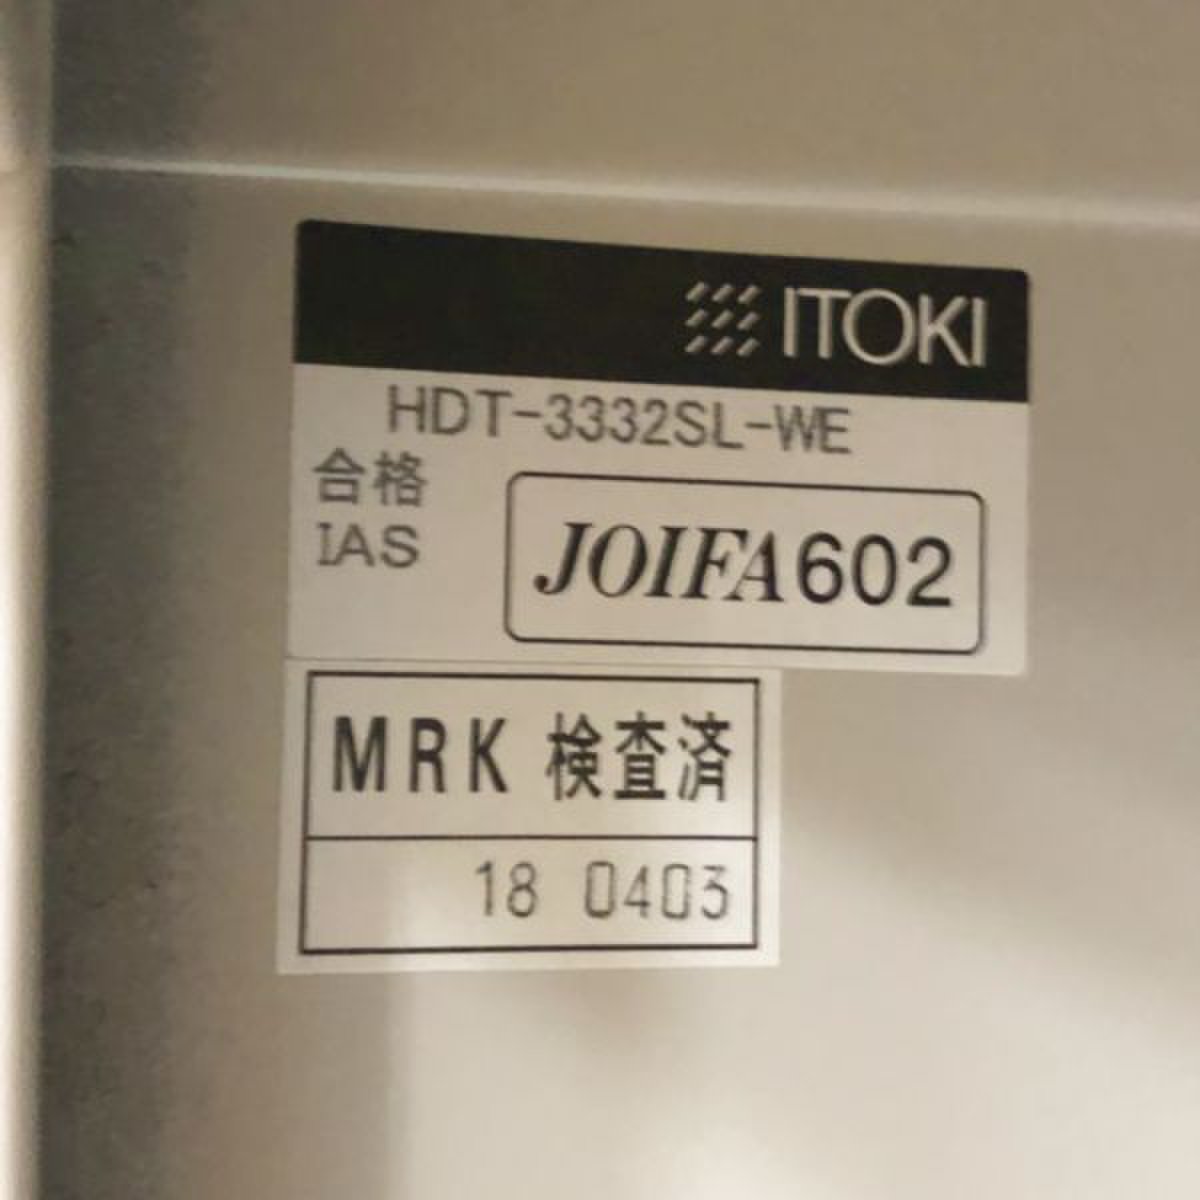 ITOKI
HDT-3332SL-WE
合格
IAS
JOIFA602
MRK 検査済
18 0403